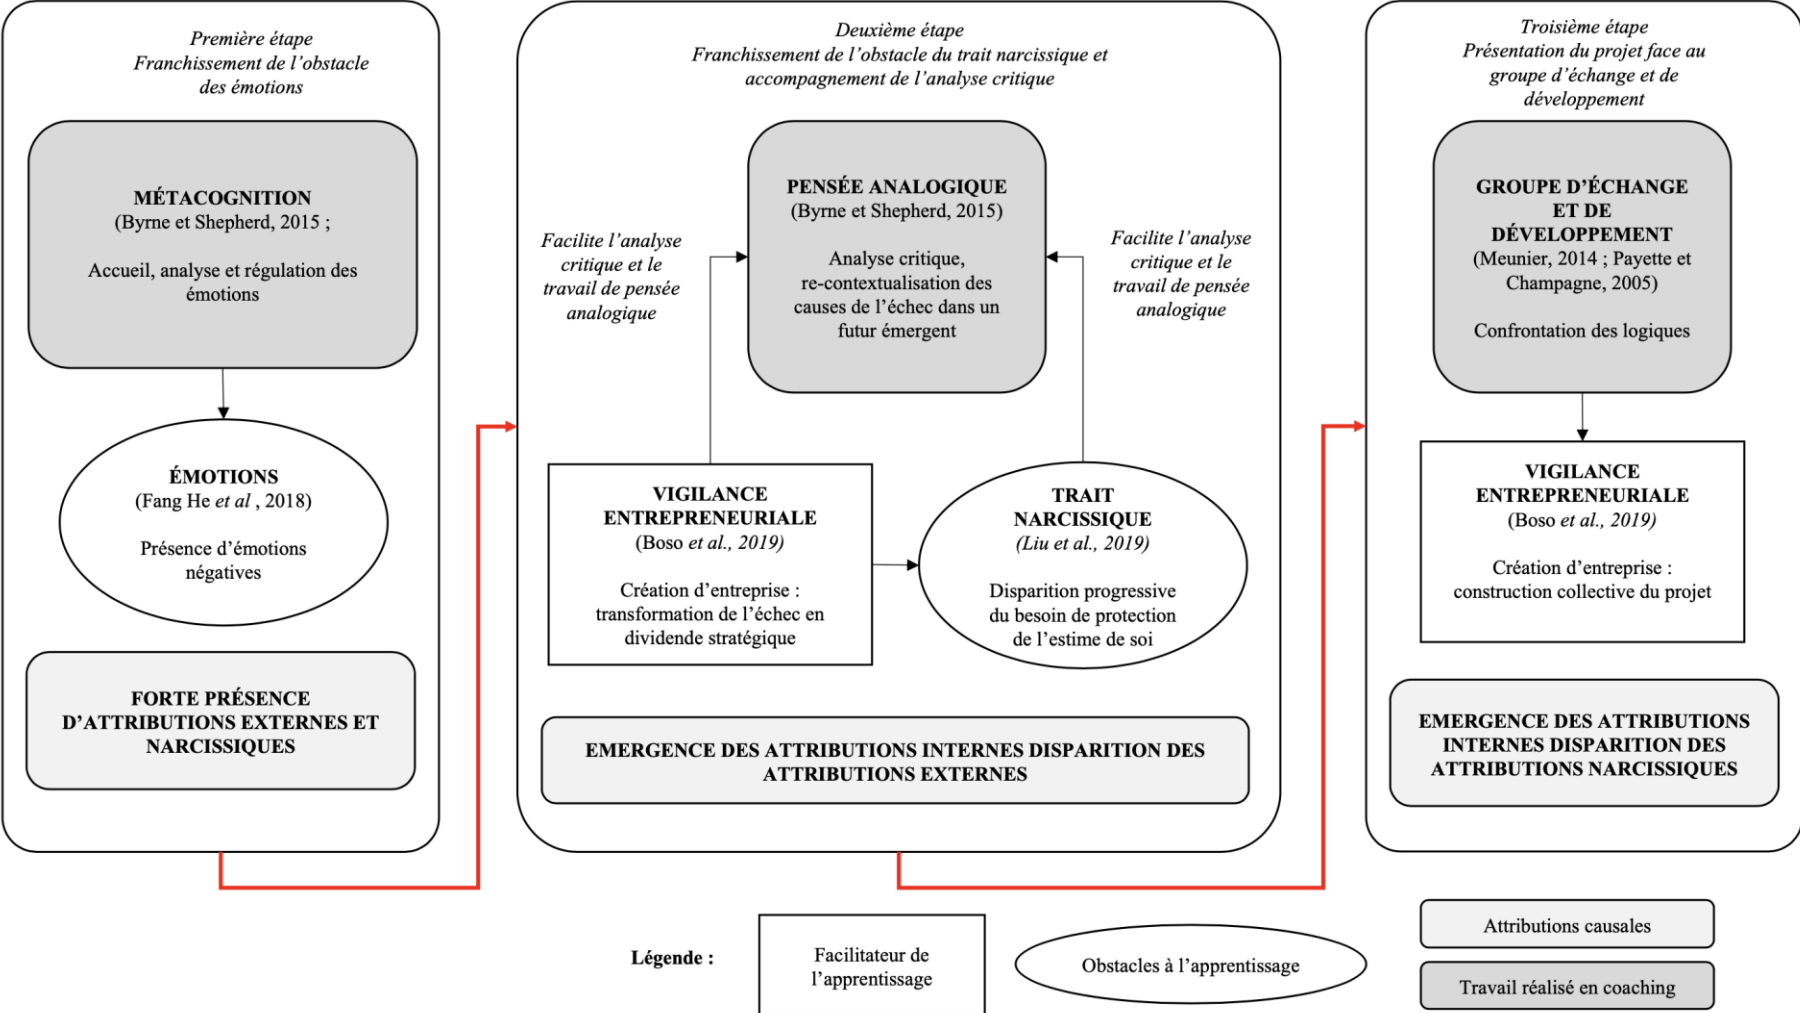 Première étape
Franchissement de l'obstacle
des émotions
MÉTACOGNITION
(Byrne et Shepherd, 2015 ;
Accueil, analyse et régulation des
émotions
ÉMOTIONS
(Fang He et al , 2018)
Présence d'émotions
négatives
FORTE PRÉSENCE
D'ATTRIBUTIONS EXTERNES ET
NARCISSIQUES
Deuxième étape
Franchissement de l'obstacle du trait narcissique et
accompagnement de l'analyse critique
PENSÉE ANALOGIQUE
(Byrne et Shepherd, 2015)
Analyse critique,
re-contextualisation des
causes de l'échec dans un
futur émergent
Facilite l'analyse
critique et le
travail de pensée
analogique
Facilite l'analyse
critique et le
travail de pensée
analogique
VIGILANCE
ENTREPRENEURIALE
(Boso et al., 2019)
Création d'entreprise :
transformation de l'échec en
dividende stratégique
TRAIT
NARCISSIQUE
(Liu et al., 2019)
Disparition progressive
du besoin de protection
de l'estime de soi
EMERGENCE DES ATTRIBUTIONS INTERNES DISPARITION DES
ATTRIBUTIONS EXTERNES
Troisième étape
Présentation du projet face au
groupe d'échange et de
développement
GROUPE D'ÉCHANGE
ET DE
DÉVELOPPEMENT
(Meunier, 2014 ; Payette et
Champagne, 2005)
Confrontation des logiques
VIGILANCE
ENTREPRENEURIALE
(Boso et al., 2019)
Création d'entreprise :
construction collective du projet
EMERGENCE DES ATTRIBUTIONS
INTERNES DISPARITION DES
ATTRIBUTIONS NARCISSIQUES
Légende :
Facilitateur de
l'apprentissage
Obstacles à l'apprentissage
Attributions causales
Travail réalisé en coaching